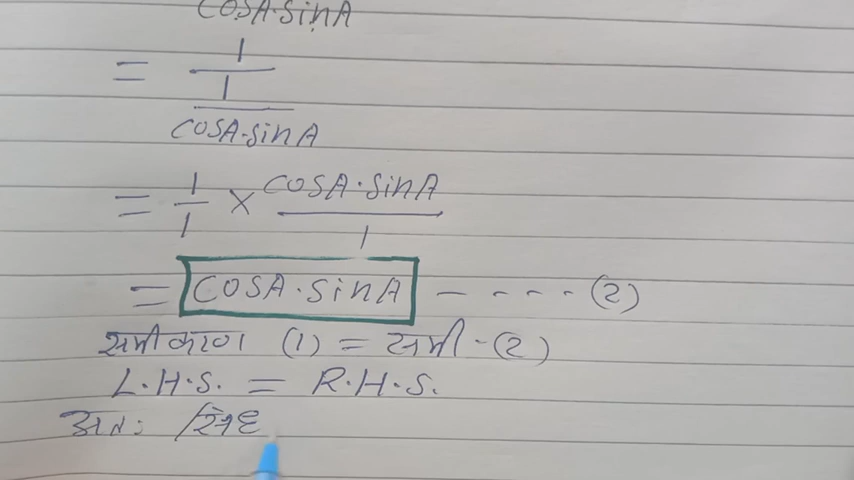 cosA·sinA
= 1
1
cosA·sinA
= 1/1 × cosA·sinA/1
= cosA·sinA - - - - - (2)
समीकरण (1) = समी-(2)
L.H.S. = R.H.S.
अतः सिद्ध